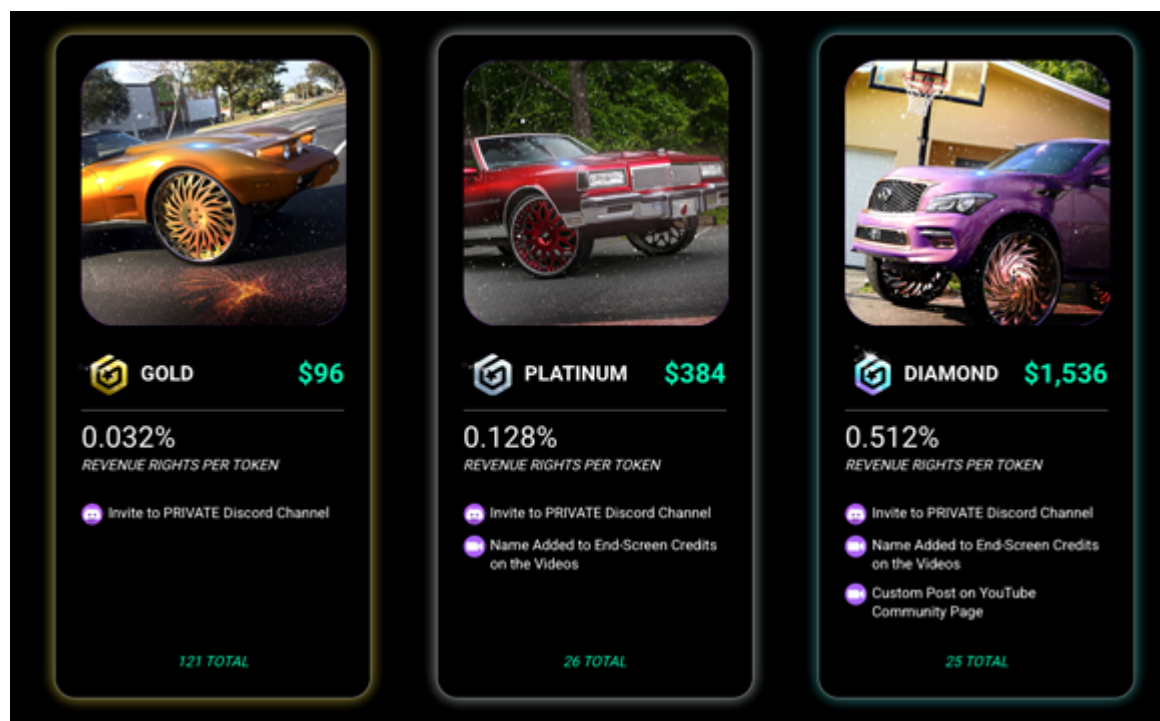 GOLD $96
0.032%
REVENUE RIGHTS PER TOKEN
Invite to PRIVATE Discord Channel
121 TOTAL
PLATINUM $384
0.128%
REVENUE RIGHTS PER TOKEN
Invite to PRIVATE Discord Channel
Name Added to End-Screen Credits
on the Videos
26 TOTAL
DIAMOND $1,536
0.512%
REVENUE RIGHTS PER TOKEN
Invite to PRIVATE Discord Channel
Name Added to End-Screen Credits
on the Videos
Custom Post on YouTube
Community Page
25 TOTAL